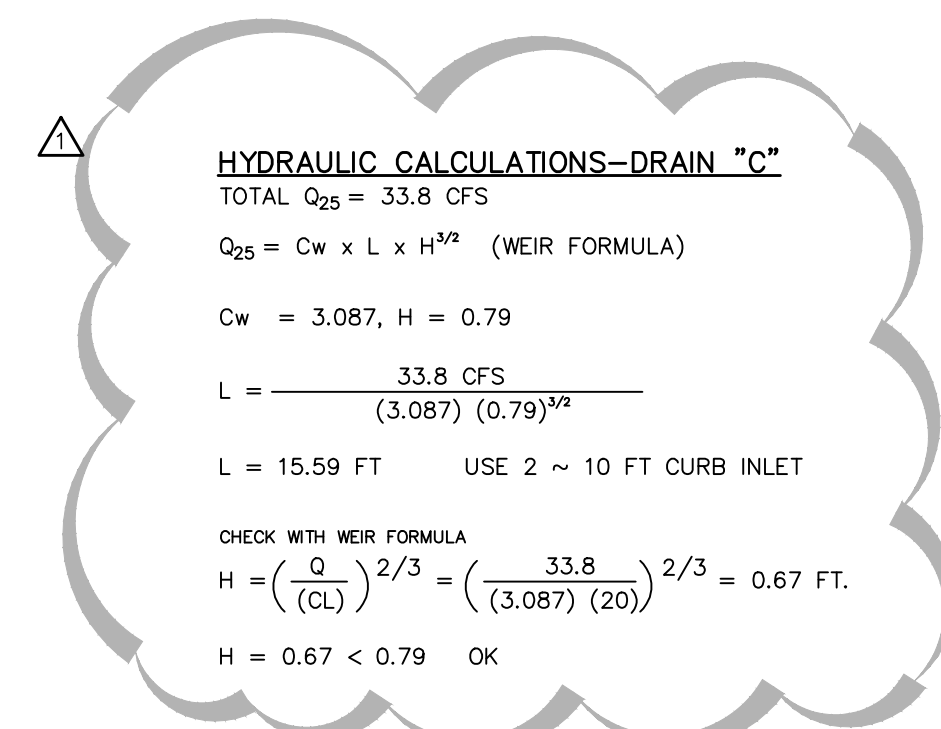 1
HYDRAULIC CALCULATIONS–DRAIN "C"
TOTAL Q25 = 33.8 CFS
Q25 = Cw x L x H3/2 (WEIR FORMULA)
Cw = 3.087, H = 0.79
L = 33.8 CFS
(3.087) (0.79)3/2
L = 15.59 FT USE 2 ~ 10 FT CURB INLET
CHECK WITH WEIR FORMULA
H = (Q / (CL))2/3 = (33.8 / (3.087) (20))2/3 = 0.67 FT.
H = 0.67 < 0.79 OK